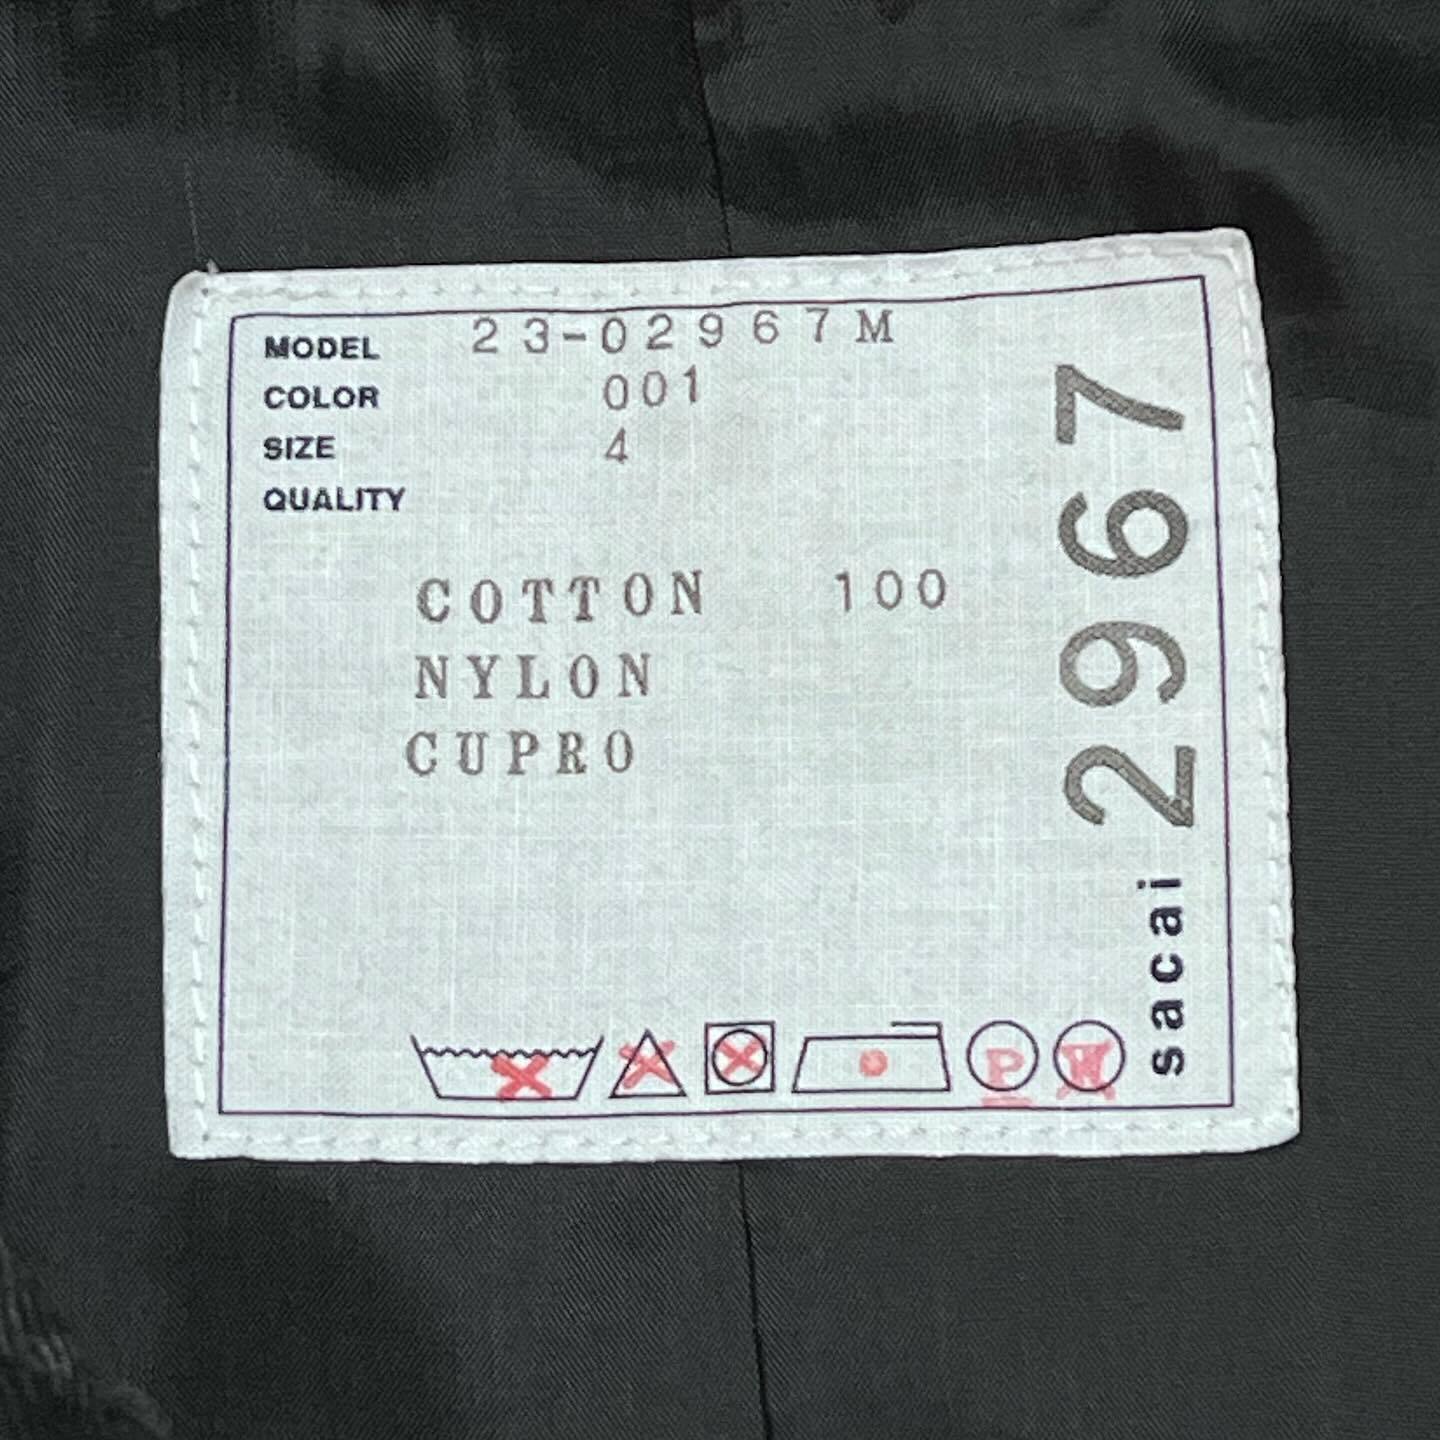 MODEL 23-02967M
COLOR 001
SIZE 4
QUALITY
COTTON 100
NYLON
CUPRO
P W
sacai 2967